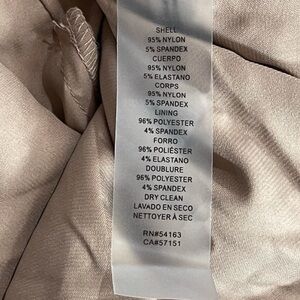 SHELL
95% NYLON
5% SPANDEX
CUERPO
95% NYLON
5% ELASTANO
CORPS
95% NYLON
5% SPANDEX
LINING
96% POLYESTER
4% SPANDEX
FORRO
96% POLIÉSTER
4% ELASTANO
DOUBLURE
96% POLYESTER
4% SPANDEX
DRY CLEAN
LAVADO EN SECO
NETTOYER À SEC
RN#54163
CA#57151